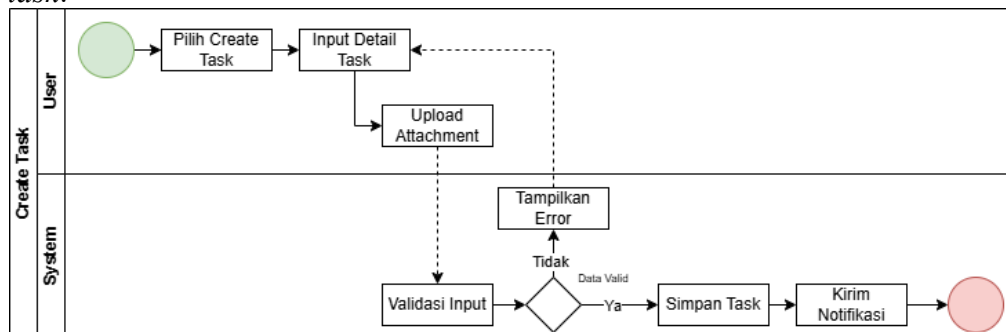 Create Task
User
Pilih Create
Task
Input Detail
Task
Upload
Attachment
System
Tampilkan
Error
Tidak
Data Valid
Validasi Input
Ya
Simpan Task
Kirim
Notifikasi